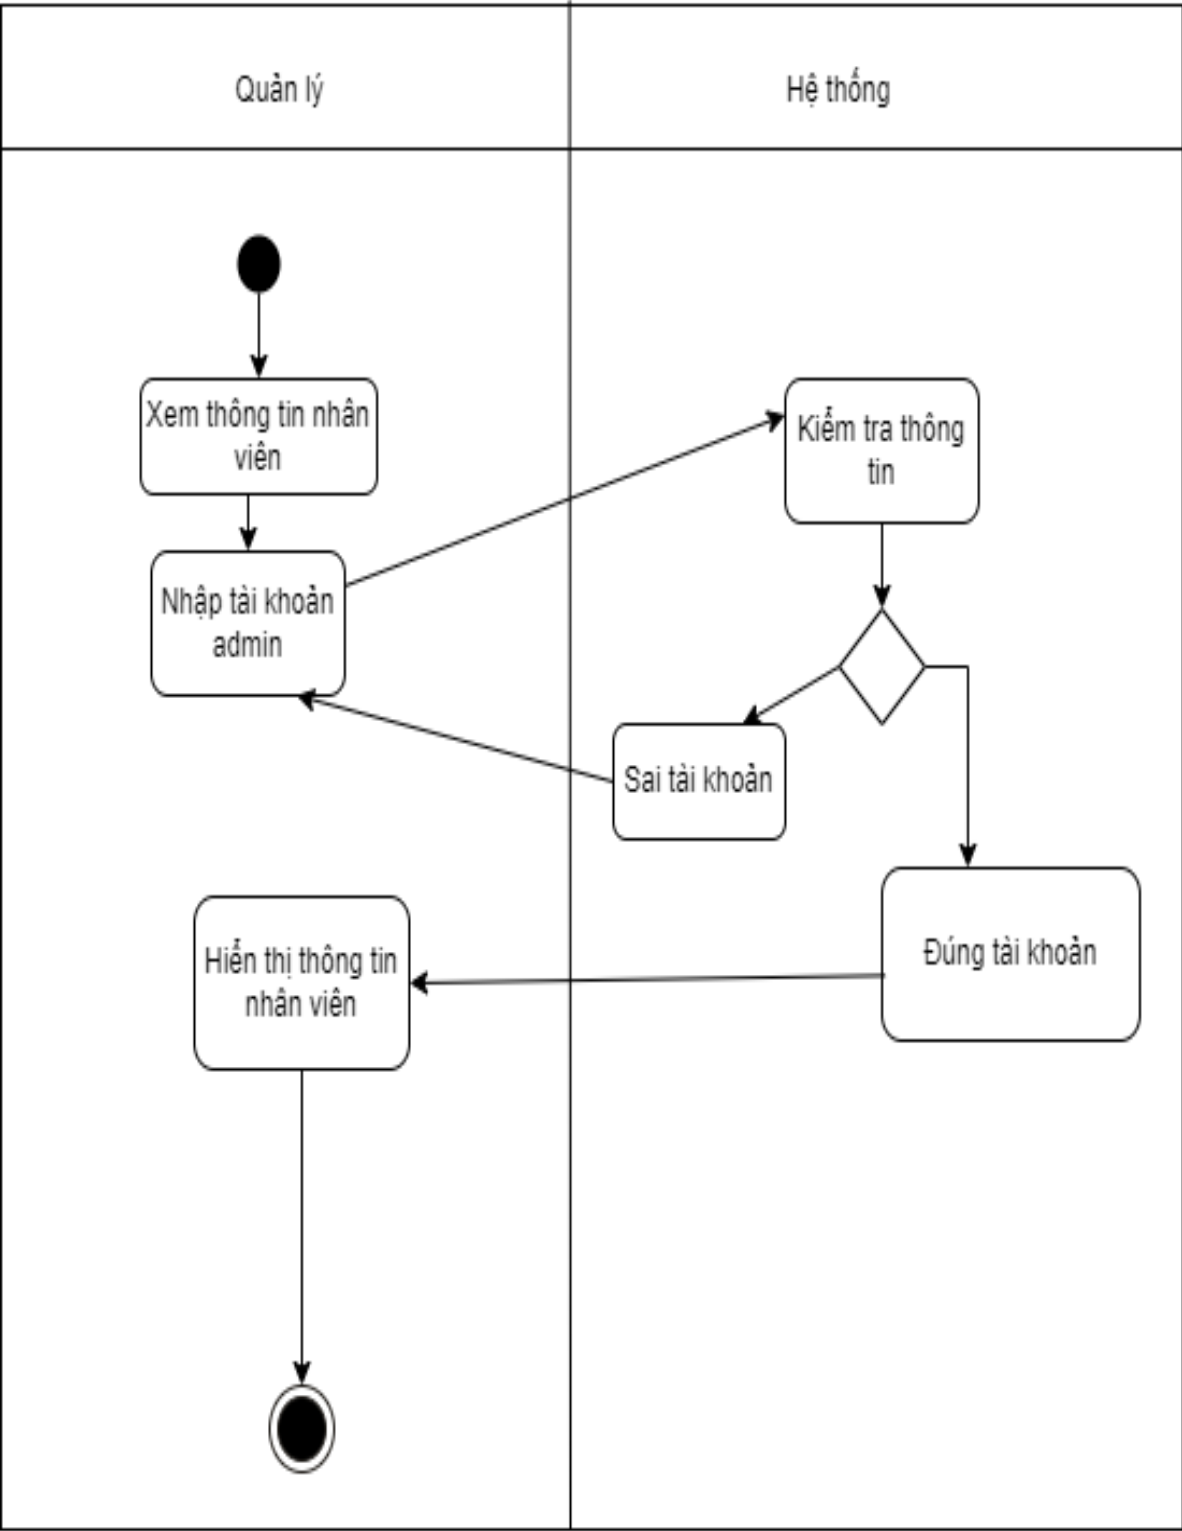 Quản lý
Hệ thống
Xem thông tin nhân
viên
Kiểm tra thông
tin
Nhập tài khoản
admin
Sai tài khoản
Đúng tài khoản
Hiển thị thông tin
nhân viên